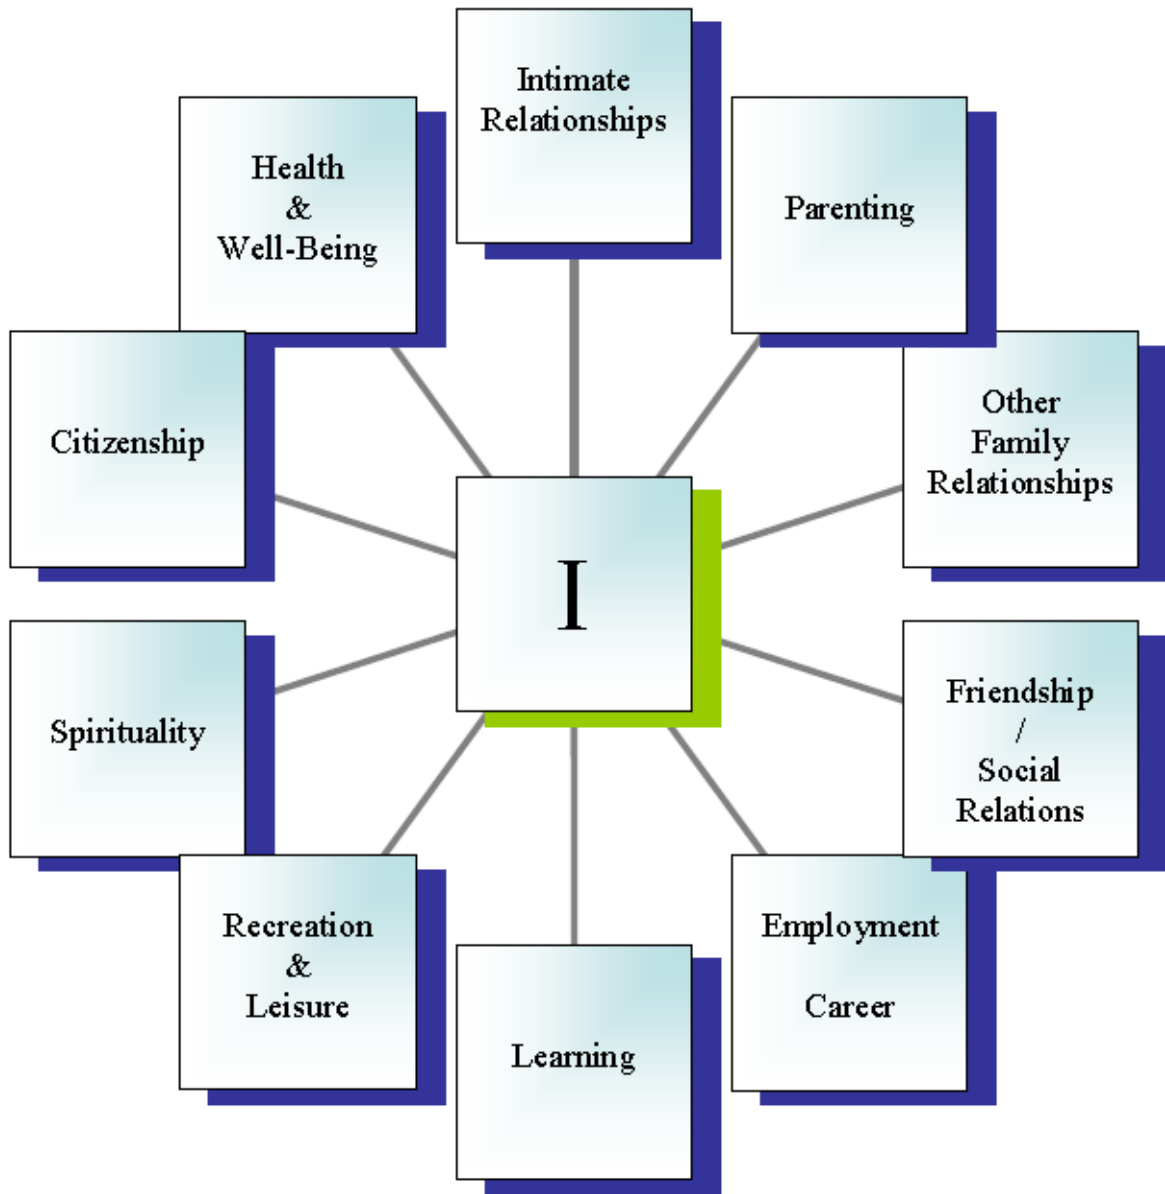 Intimate
Relationships
Parenting
Other
Family
Relationships
Friendship
/
Social
Relations
Employment
Career
Learning
Recreation
&
Leisure
Spirituality
Citizenship
Health
&
Well-Being
I